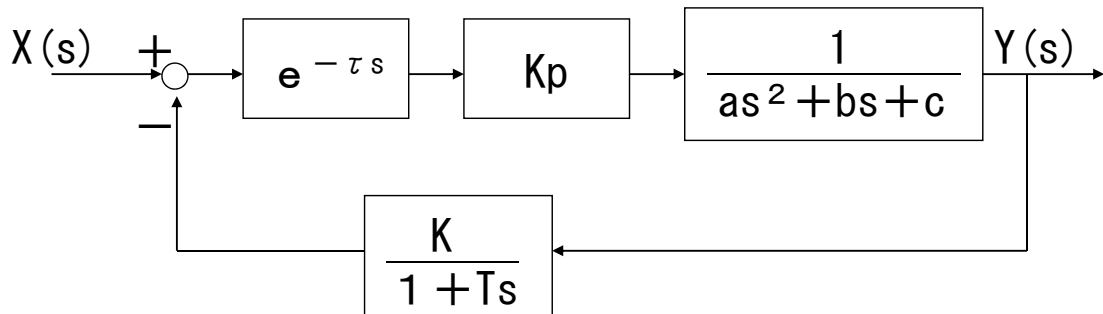 X(s)
+
−
e^{−τs}
Kp
1
as²+bs+c
Y(s)
K
1+Ts